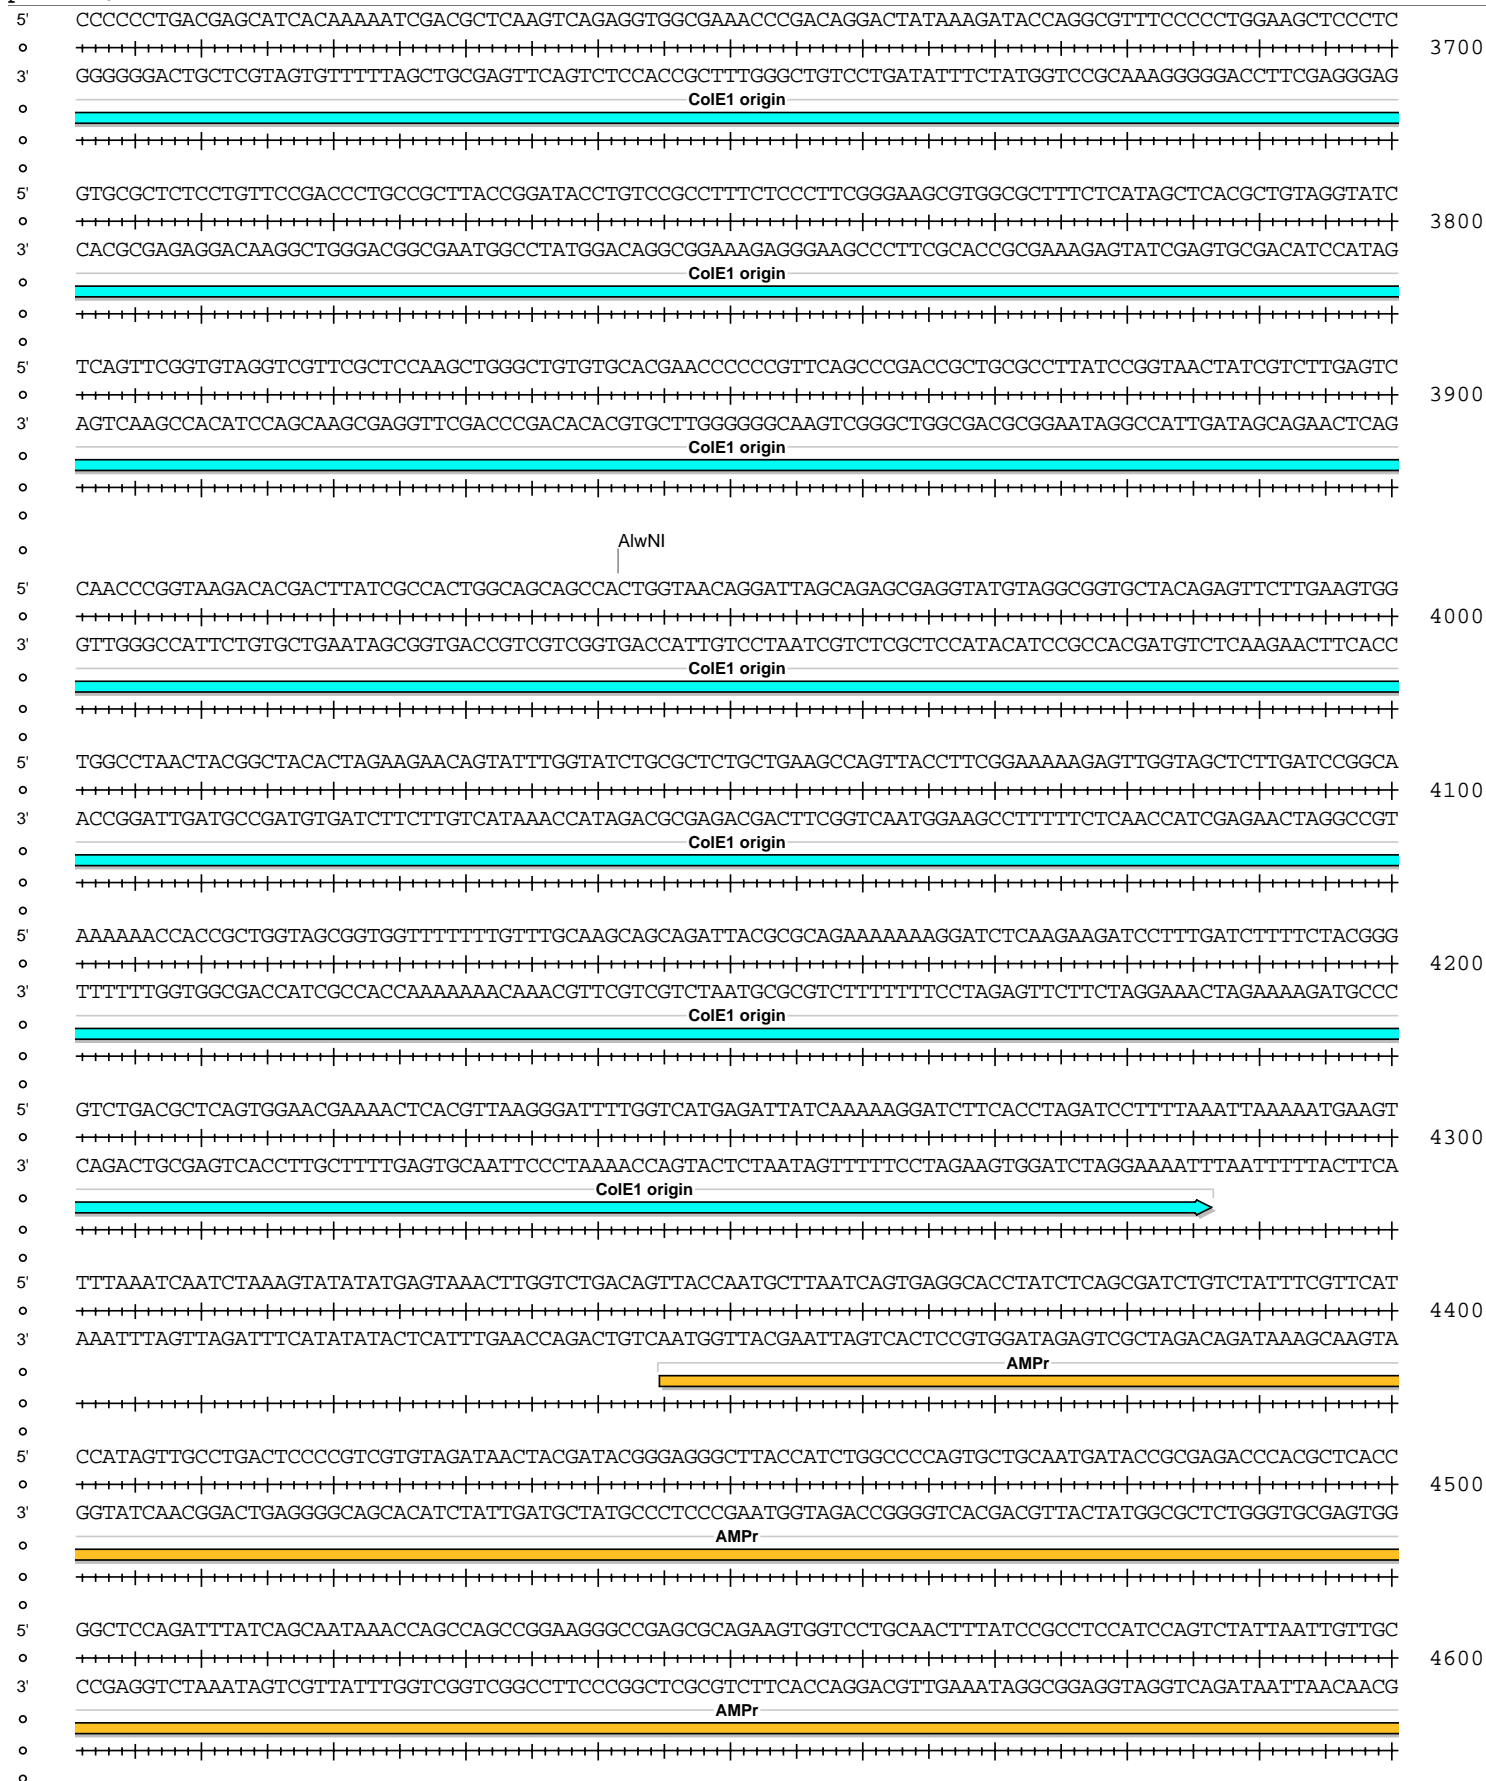 5' CCCCCCTGACGAGCATCACAAAAATCGACGCTCAAGTCAGAGGTGGCGAAACCCGACAGGACTATAAAGATACCAGGCGTTTCCCCCTGGAAGCTCCCTC
3700
3' GGGGGGACTGCTCGTAGTGTTTTTAGCTGCGAGTTCAGTCTCCACCGCTTTGGGCTGTCCTGATATTTCTATGGTCCGCAAAGGGGGACCTTCGAGGGAG
ColE1 origin
5' GTGCGCTCTCCTGTTCCGACCCTGCCGCTTACCGGATACCTGTCCGCCTTTCTCCCTTCGGGAAGCGTGGCGCTTTCTCATAGCTCACGCTGTAGGTATC
3800
3' CACGCGAGAGGACAAGGCTGGGACGGCGAATGGCCTATGGACAGGCGGAAAGAGGGAAGCCCTTCGCACCGCGAAAGAGTATCGAGTGCGACATCCATAG
ColE1 origin
5' TCAGTTCGGTGTAGGTCGTTCGCTCCAAGCTGGGCTGTGTGCACGAACCCCCCGTTCAGCCCGACCGCTGCGCCTTATCCGGTAACTATCGTCTTGAGTC
3900
3' AGTCAAGCCACATCCAGCAAGCGAGGTTCGACCCGACACACGTGCTTGGGGGGCAAGTCGGGCTGGCGACGCGGAATAGGCCATTGATAGCAGAACTCAG
ColE1 origin
AlwNI
5' CAACCCGGTAAGACACGACTTATCGCCACTGGCAGCAGCCACTGGTAACAGGATTAGCAGAGCGAGGTATGTAGGCGGTGCTACAGAGTTCTTGAAGTGG
4000
3' GTTGGGCCATTCTGTGCTGAATAGCGGTGACCGTCGTCGGTGACCATTGTCCTAATCGTCTCGCTCCATACATCCGCCACGATGTCTCAAGAACTTCACC
ColE1 origin
5' TGGCCTAACTACGGCTACACTAGAAGAACAGTATTTGGTATCTGCGCTCTGCTGAAGCCAGTTACCTTCGGAAAAAGAGTTGGTAGCTCTTGATCCGGCA
4100
3' ACCGGATTGATGCCGATGTGATCTTCTTGTCATAAACCATAGACGCGAGACGACTTCGGTCAATGGAAGCCTTTTTCTCAACCATCGAGAACTAGGCCGT
ColE1 origin
5' AAAAAACCACCGCTGGTAGCGGTGGTTTTTTTGTTTGCAAGCAGCAGATTACGCGCAGAAAAAAAGGATCTCAAGAAGATCCTTTGATCTTTTCTACGGG
4200
3' TTTTTTGGTGGCGACCATCGCCACCAAAAAAACAAACGTTCGTCGTCTAATGCGCGTCTTTTTTTCCTAGAGTTCTTCTAGGAAACTAGAAAAGATGCCC
ColE1 origin
5' GTCTGACGCTCAGTGGAACGAAAACTCACGTTAAGGGATTTTGGTCATGAGATTATCAAAAAGGATCTTCACCTAGATCCTTTTAAATTAAAAATGAAGT
4300
3' CAGACTGCGAGTCACCTTGCTTTTGAGTGCAATTCCCTAAAACCAGTACTCTAATAGTTTTTCCTAGAAGTGGATCTAGGAAAATTTAATTTTTACTTCA
ColE1 origin
5' TTTAAATCAATCTAAAGTATATATGAGTAAACTTGGTCTGACAGTTACCAATGCTTAATCAGTGAGGCACCTATCTCAGCGATCTGTCTATTTCGTTCAT
4400
3' AAATTTAGTTAGATTTCATATATACTCATTTGAACCAGACTGTCAATGGTTACGAATTAGTCACTCCGTGGATAGAGTCGCTAGACAGATAAAGCAAGTA
AMPr
5' CCATAGTTGCCTGACTCCCCGTCGTGTAGATAACTACGATACGGGAGGGCTTACCATCTGGCCCCAGTGCTGCAATGATACCGCGAGACCCACGCTCACC
4500
3' GGTATCAACGGACTGAGGGGCAGCACATCTATTGATGCTATGCCCTCCCGAATGGTAGACCGGGGTCACGACGTTACTATGGCGCTCTGGGTGCGAGTGG
AMPr
5' GGCTCCAGATTTATCAGCAATAAACCAGCCAGCCGGAAGGGCCGAGCGCAGAAGTGGTCCTGCAACTTTATCCGCCTCCATCCAGTCTATTAATTGTTGC
4600
3' CCGAGGTCTAAATAGTCGTTATTTGGTCGGTCGGCCTTCCCGGCTCGCGTCTTCACCAGGACGTTGAAATAGGCGGAGGTAGGTCAGATAATTAACAACG
AMPr